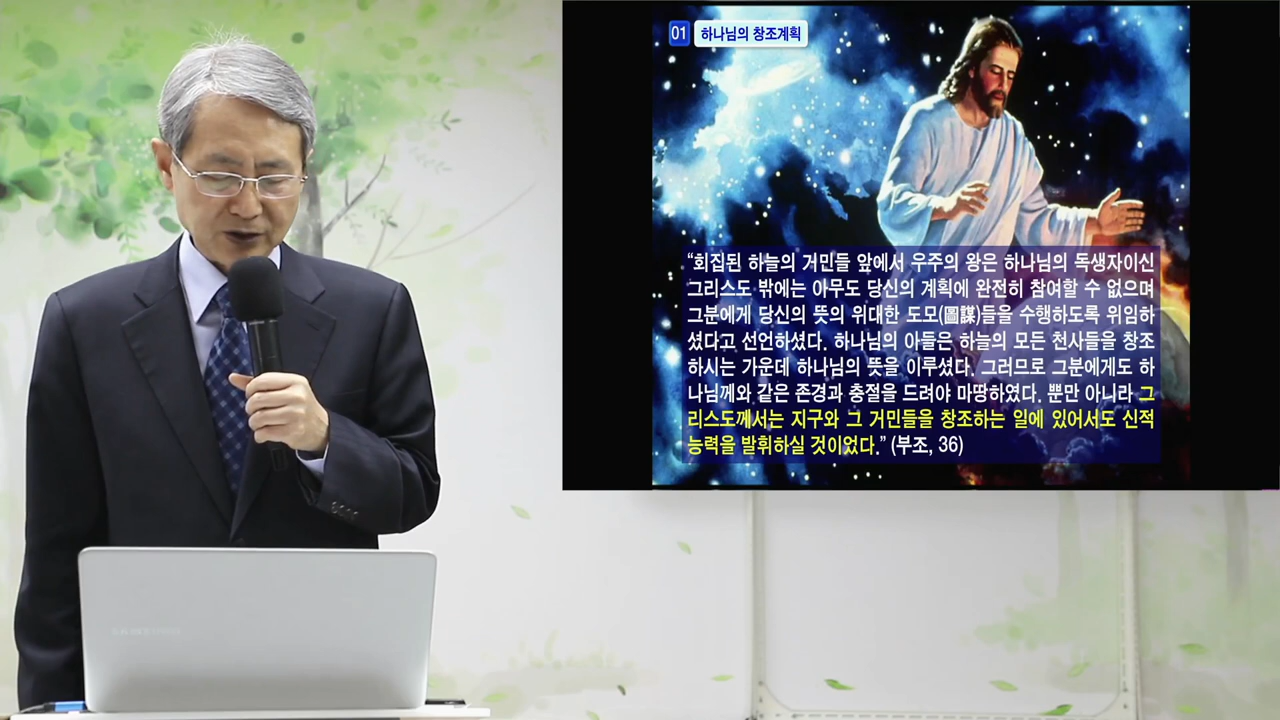 01 하나님의 창조계획
“회집된 하늘의 거민들 앞에서 우주의 왕은 하나님의 독생자이신
그리스도 밖에는 아무도 당신의 계획에 완전히 참여할 수 없으며
그분에게 당신의 뜻의 위대한 도모(圖謀)들을 수행하도록 위임하
셨다고 선언하셨다. 하나님의 아들은 하늘의 모든 천사들을 창조
하시는 가운데 하나님의 뜻을 이루셨다. 그러므로 그분에게도 하
나님께와 같은 존경과 충절을 드려야 마땅하였다. 뿐만 아니라 그
리스도께서는 지구와 그 거민들을 창조하는 일에 있어서도 신적
능력을 발휘하실 것이었다.” (부조, 36)